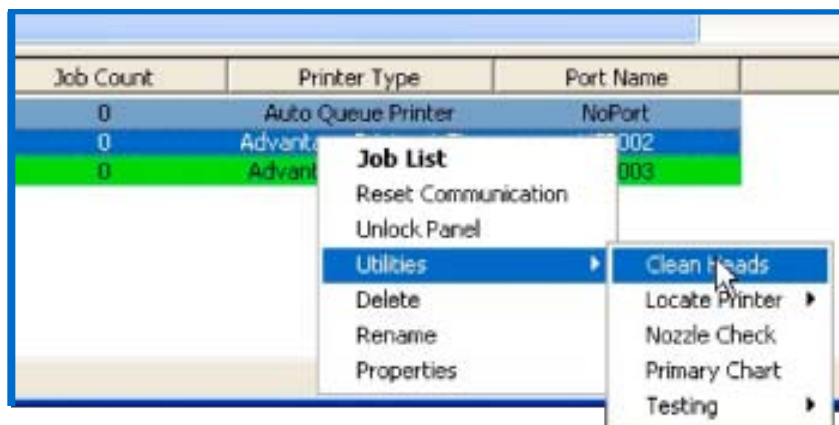 Job Count Printer Type Port Name
0 Auto Queue Printer NoPort
0 002
0 003
Job List
Reset Communication
Unlock Panel
Utilities
Delete
Rename
Properties
Clean Heads
Locate Printer
Nozzle Check
Primary Chart
Testing